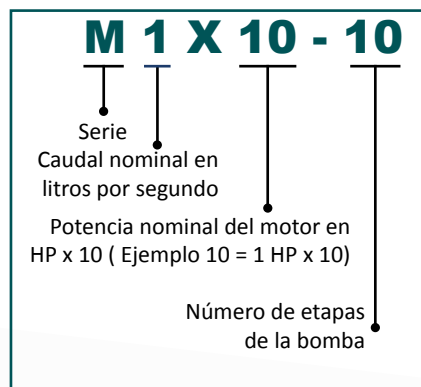 M 1 X 10 - 10
Serie
Caudal nominal en
litros por segundo
Potencia nominal del motor en
HP x 10 ( Ejemplo 10 = 1 HP x 10)
Número de etapas
de la bomba